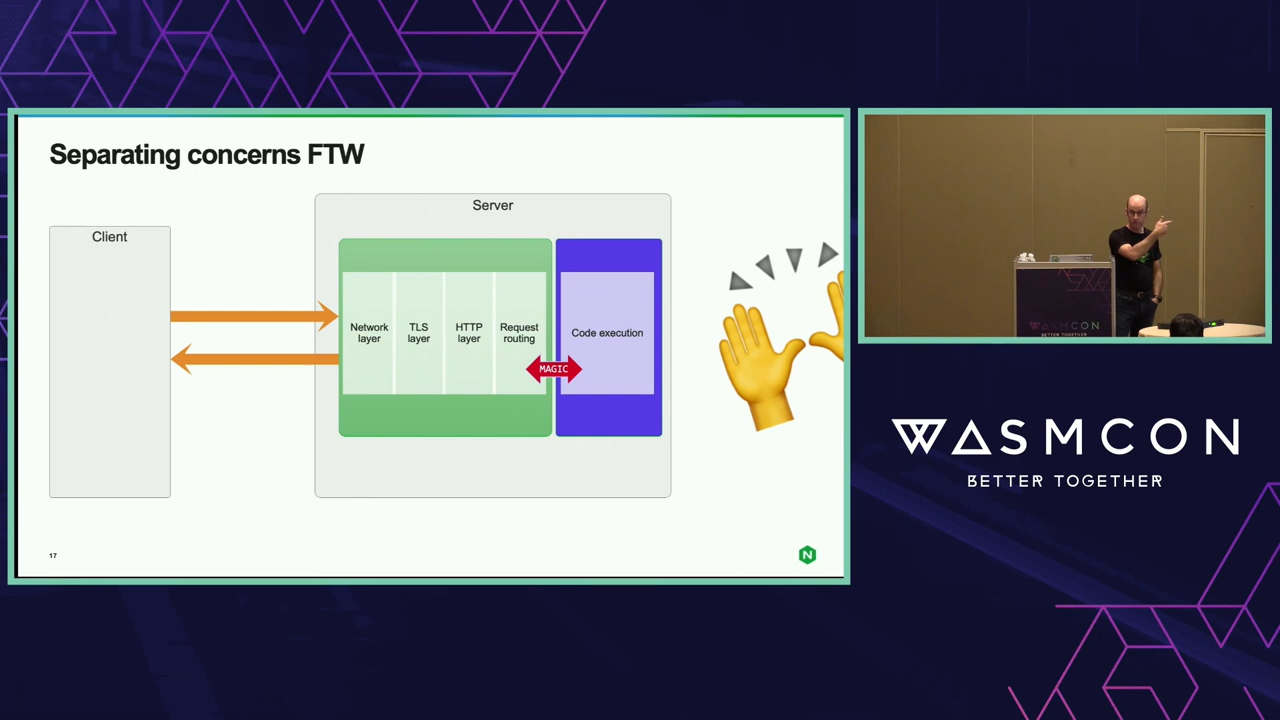 Separating concerns FTW
Server
Client
Network
layer
TLS
layer
HTTP
layer
Request
routing
Code execution
MAGIC
17
N
WASMCON
WASMCON
BETTER TOGETHER